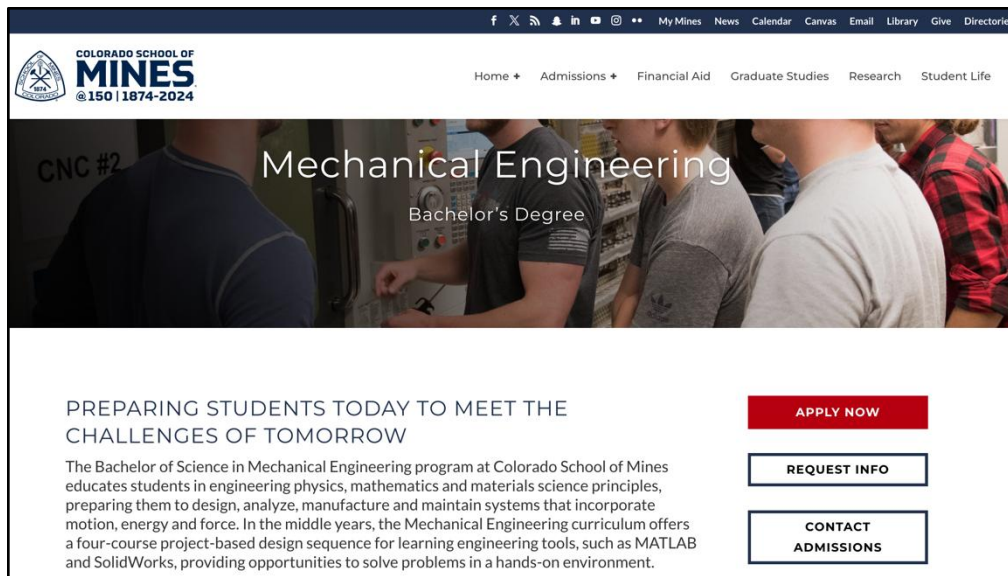 My Mines News Calendar Canvas Email Library Give Directorie
COLORADO SCHOOL OF
MINES
@150 | 1874-2024
SCHOOL OF MINES
1874
COLORADO
Home + Admissions + Financial Aid Graduate Studies Research Student Life
CNC #2
Mechanical Engineering
Bachelor's Degree
PREPARING STUDENTS TODAY TO MEET THE
CHALLENGES OF TOMORROW
The Bachelor of Science in Mechanical Engineering program at Colorado School of Mines
educates students in engineering physics, mathematics and materials science principles,
preparing them to design, analyze, manufacture and maintain systems that incorporate
motion, energy and force. In the middle years, the Mechanical Engineering curriculum offers
a four-course project-based design sequence for learning engineering tools, such as MATLAB
and SolidWorks, providing opportunities to solve problems in a hands-on environment.
APPLY NOW
REQUEST INFO
CONTACT
ADMISSIONS